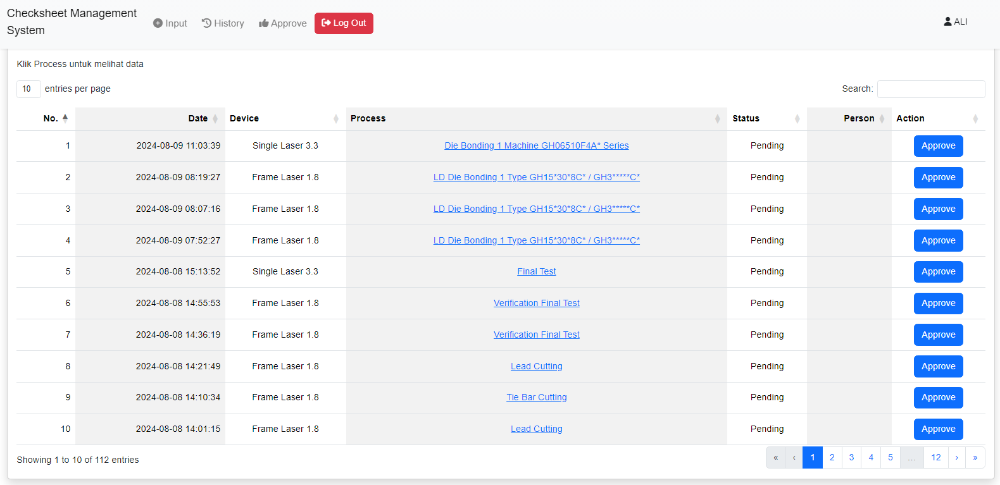 Checksheet Management System
Input History Approve Log Out ALI
Klik Process untuk melihat data
10 entries per page Search:
No. Date Device Process Status Person Action
1 2024-08-09 11:03:39 Single Laser 3.3 Die Bonding 1 Machine GH06510F4A* Series Pending Approve
2 2024-08-09 08:19:27 Frame Laser 1.8 LD Die Bonding 1 Type GH15*30*8C* / GH3*****C* Pending Approve
3 2024-08-09 08:07:16 Frame Laser 1.8 LD Die Bonding 1 Type GH15*30*8C* / GH3*****C* Pending Approve
4 2024-08-09 07:52:27 Frame Laser 1.8 LD Die Bonding 1 Type GH15*30*8C* / GH3*****C* Pending Approve
5 2024-08-08 15:13:52 Single Laser 3.3 Final Test Pending Approve
6 2024-08-08 14:55:53 Frame Laser 1.8 Verification Final Test Pending Approve
7 2024-08-08 14:36:19 Frame Laser 1.8 Verification Final Test Pending Approve
8 2024-08-08 14:21:49 Frame Laser 1.8 Lead Cutting Pending Approve
9 2024-08-08 14:10:34 Frame Laser 1.8 Tie Bar Cutting Pending Approve
10 2024-08-08 14:01:15 Frame Laser 1.8 Lead Cutting Pending Approve
Showing 1 to 10 of 112 entries « ‹ 1 2 3 4 5 … 12 › »